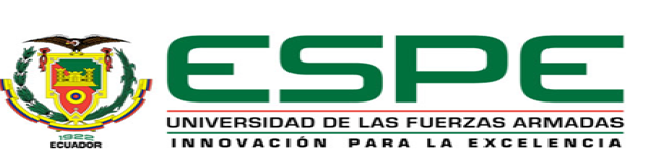 ESPE
UNIVERSIDAD DE LAS FUERZAS ARMADAS
INNOVACIÓN PARA LA EXCELENCIA
1922
ECUADOR